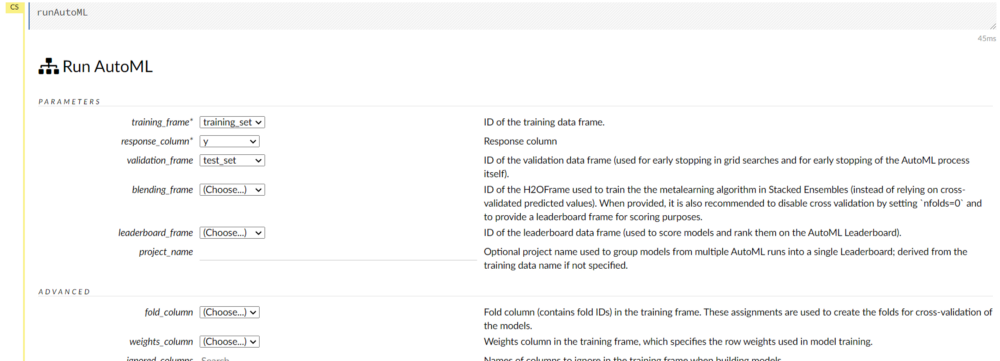 CS
runAutoML
45ms
Run AutoML
PARAMETERS
training_frame* training_set ID of the training data frame.
response_column* y Response column
validation_frame test_set ID of the validation data frame (used for early stopping in grid searches and for early stopping of the AutoML process
itself).
blending_frame (Choose...) ID of the H2OFrame used to train the the metalearning algorithm in Stacked Ensembles (instead of relying on cross-
validated predicted values). When provided, it is also recommended to disable cross validation by setting `nfolds=0` and
to provide a leaderboard frame for scoring purposes.
leaderboard_frame (Choose...) ID of the leaderboard data frame (used to score models and rank them on the AutoML Leaderboard).
project_name Optional project name used to group models from multiple AutoML runs into a single Leaderboard; derived from the
training data name if not specified.
ADVANCED
fold_column (Choose...) Fold column (contains fold IDs) in the training frame. These assignments are used to create the folds for cross-validation of
the models.
weights_column (Choose...) Weights column in the training frame, which specifies the row weights used in model training.
ignored_columns Search... Names of columns to ignore in the training frame when building models.